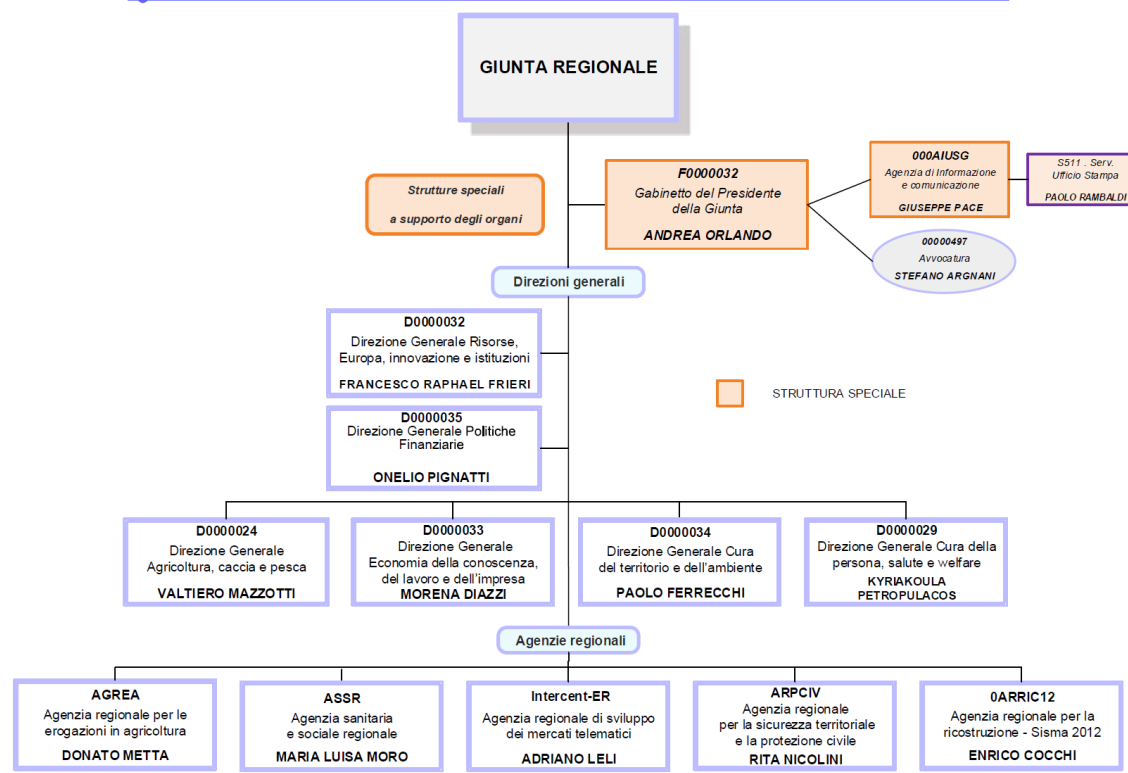 GIUNTA REGIONALE
Strutture speciali
a supporto degli organi
F0000032
Gabinetto del Presidente
della Giunta
ANDREA ORLANDO
000AIUSG
Agenzia di Informazione
e comunicazione
GIUSEPPE PACE
S511 . Serv.
Ufficio Stampa
PAOLO RAMBALDI
00000497
Avvocatura
STEFANO ARGNANI
Direzioni generali
D0000032
Direzione Generale Risorse,
Europa, innovazione e istituzioni
FRANCESCO RAPHAEL FRIERI
STRUTTURA SPECIALE
D0000035
Direzione Generale Politiche
Finanziarie
ONELIO PIGNATTI
D0000024
Direzione Generale
Agricoltura, caccia e pesca
VALTIERO MAZZOTTI
D0000033
Direzione Generale
Economia della conoscenza,
del lavoro e dell'impresa
MORENA DIAZZI
D0000034
Direzione Generale Cura
del territorio e dell'ambiente
PAOLO FERRECCHI
D0000029
Direzione Generale Cura della
persona, salute e welfare
KYRIAKOULA
PETROPULACOS
Agenzie regionali
AGREA
Agenzia regionale per le
erogazioni in agricoltura
DONATO METTA
ASSR
Agenzia sanitaria
e sociale regionale
MARIA LUISA MORO
Intercent-ER
Agenzia regionale di sviluppo
dei mercati telematici
ADRIANO LELI
ARPCIV
Agenzia regionale
per la sicurezza territoriale
e la protezione civile
RITA NICOLINI
0ARRIC12
Agenzia regionale per la
ricostruzione - Sisma 2012
ENRICO COCCHI